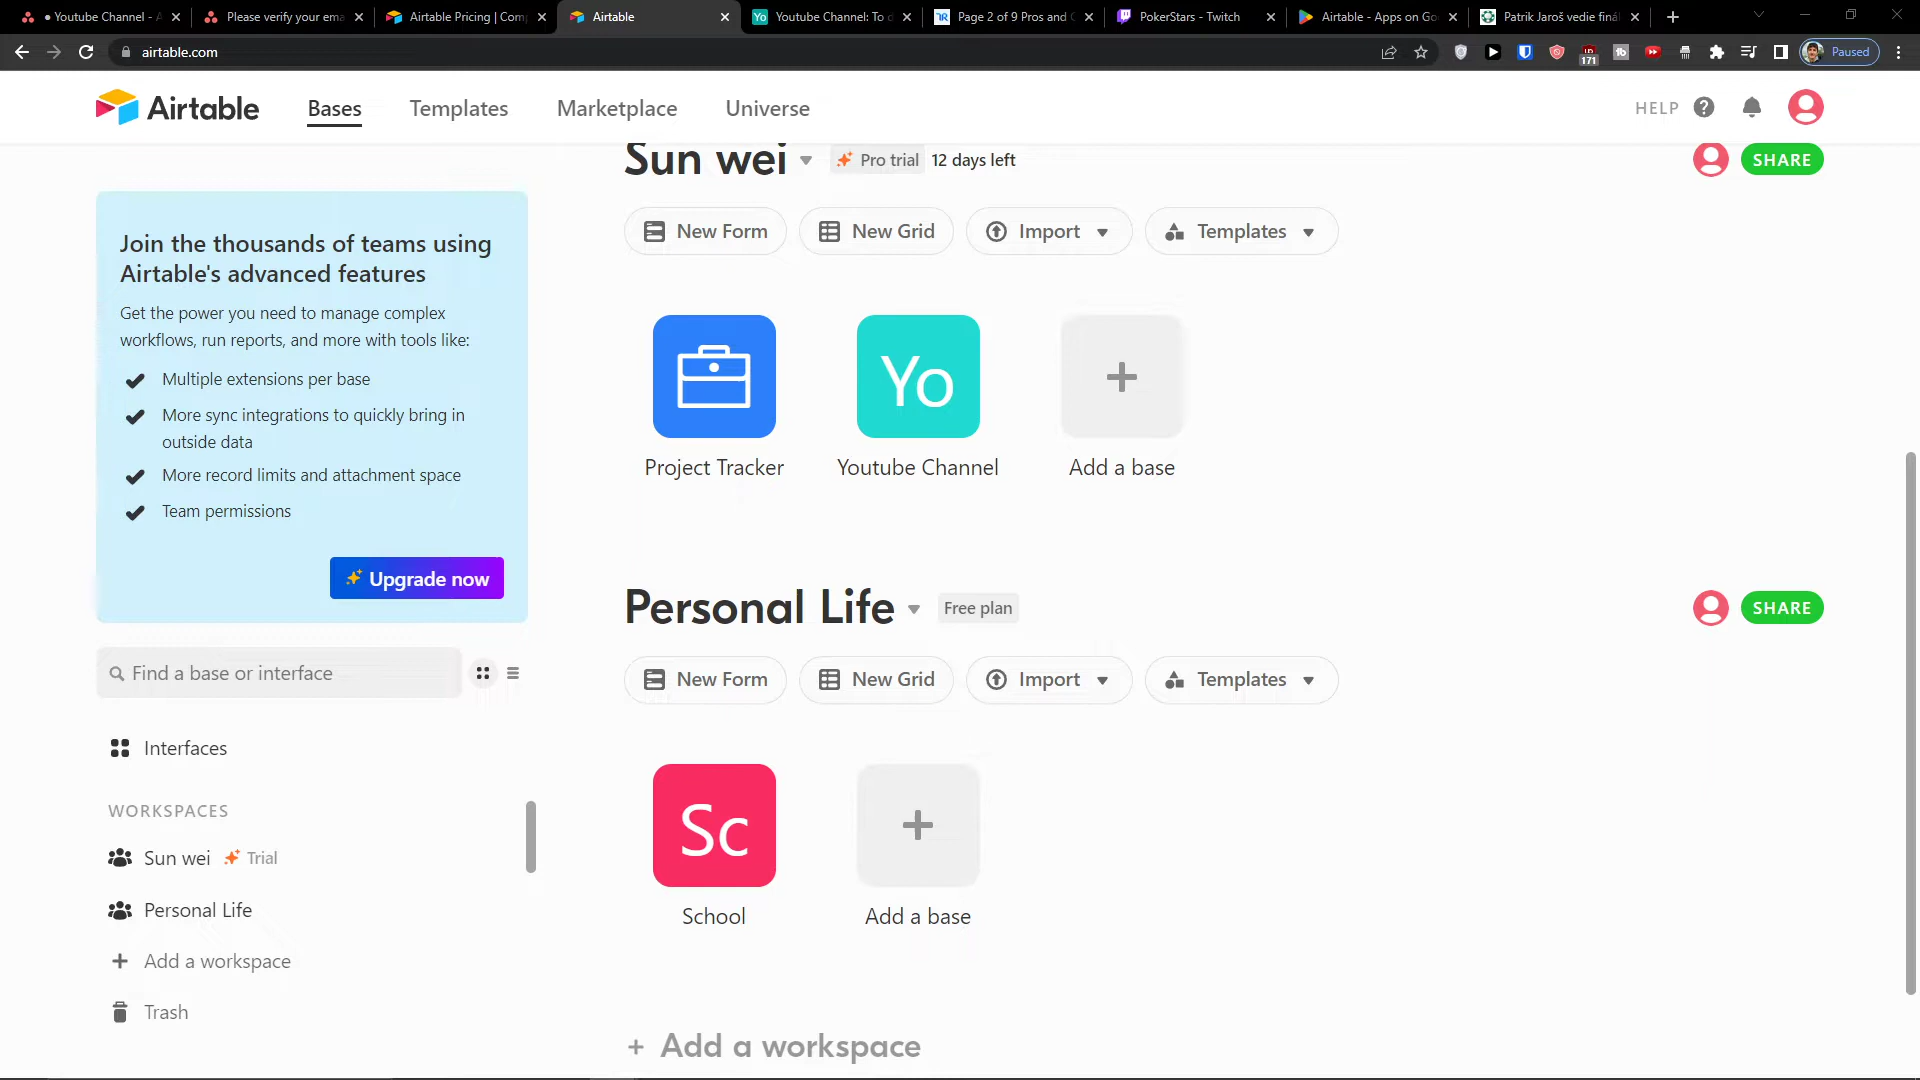 Youtube Channel - A
Please verify your ema
Airtable Pricing | Comp
Airtable
Yo Youtube Channel: To d
TR Page 2 of 9 Pros and C
PokerStars - Twitch
Airtable - Apps on Go
Patrik Jaroš vedie finál
airtable.com
171
Paused
Airtable
Bases
Templates
Marketplace
Universe
HELP
Sun wei
Pro trial
12 days left
SHARE
New Form
New Grid
Import
Templates
Join the thousands of teams using
Airtable's advanced features
Get the power you need to manage complex
workflows, run reports, and more with tools like:
Multiple extensions per base
More sync integrations to quickly bring in
outside data
More record limits and attachment space
Team permissions
Upgrade now
Yo
Project Tracker
Youtube Channel
Add a base
Personal Life
Free plan
SHARE
New Form
New Grid
Import
Templates
Find a base or interface
Interfaces
WORKSPACES
Sun wei
Trial
Personal Life
Add a workspace
Trash
Sc
School
Add a base
+ Add a workspace